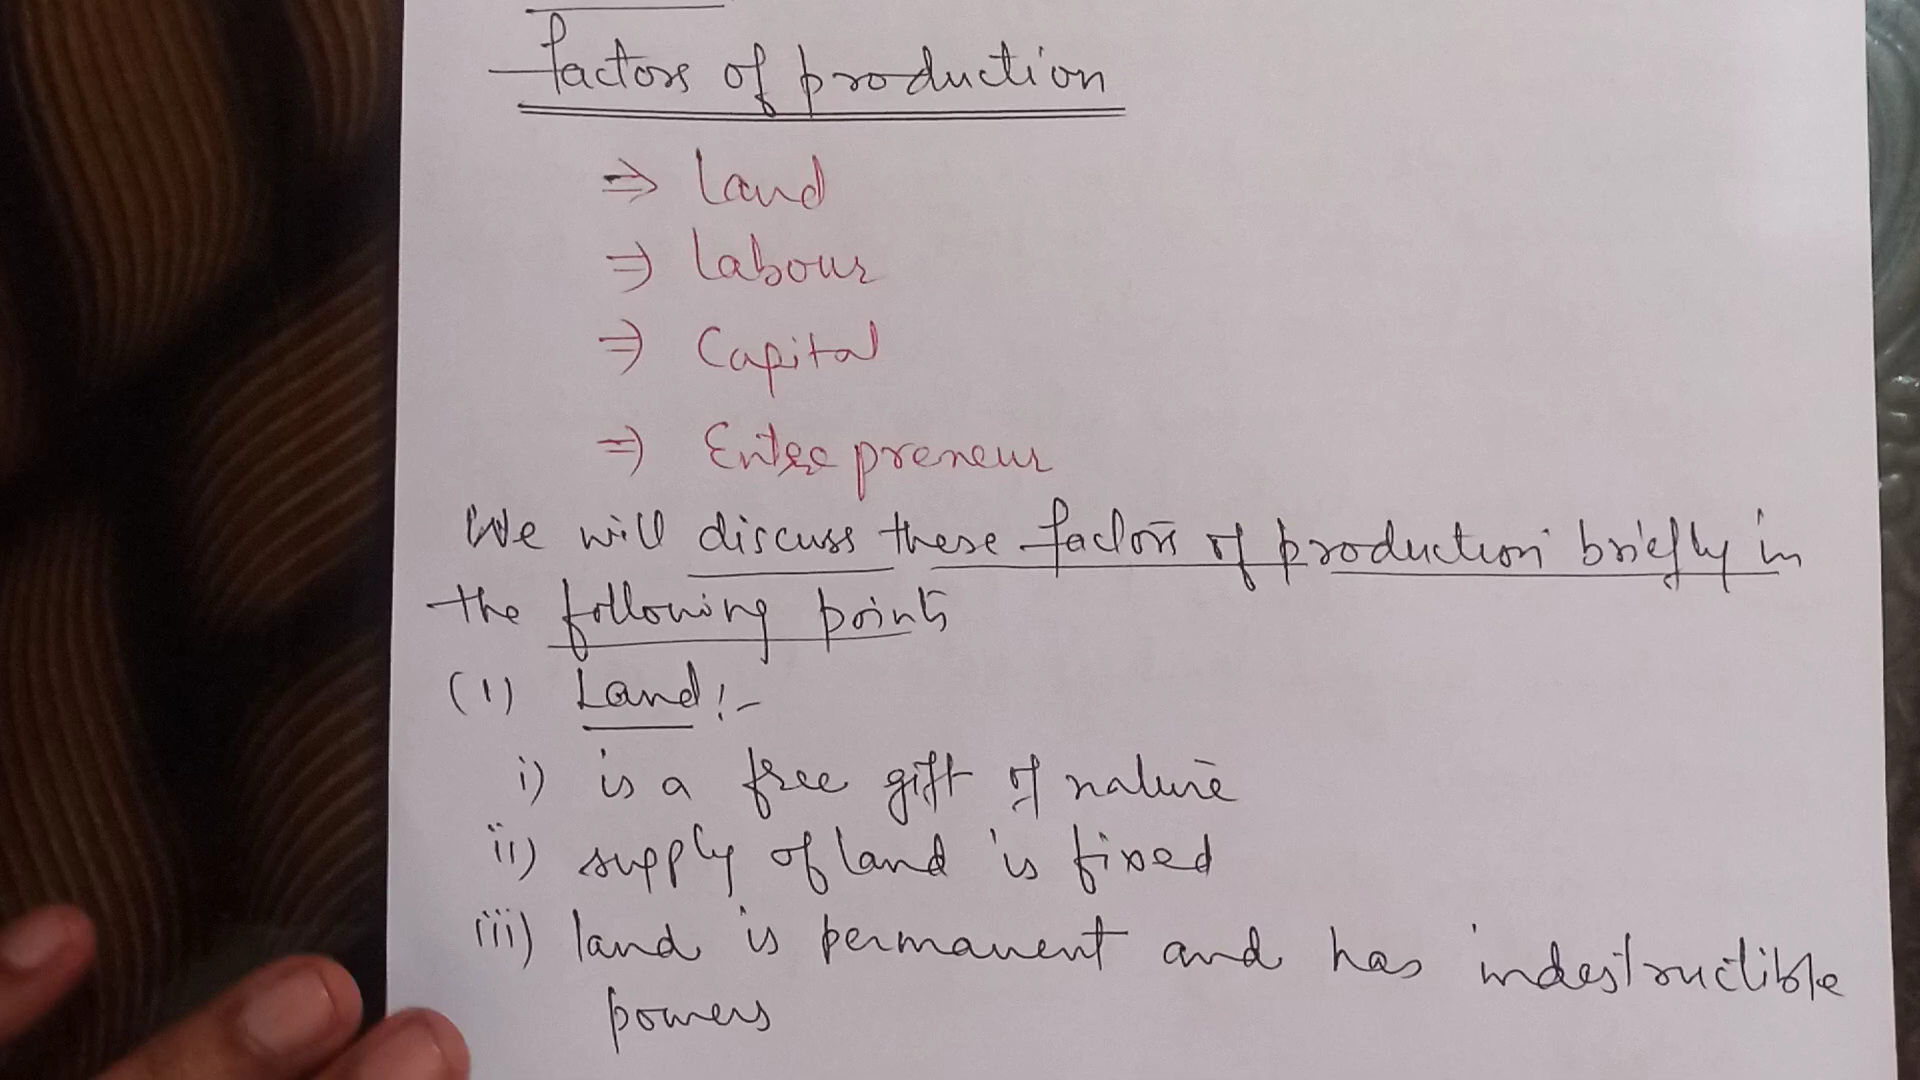 Factors of production
⇒ Land
⇒ Labour
⇒ Capital
⇒ Entrepreneur
We will discuss these factors of production briefly in
the following points
(1) Land:-
i) is a free gift of nature
ii) supply of land is fixed
iii) land is permanent and has indestructible
powers